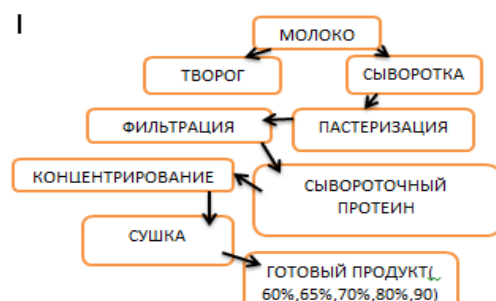 I
МОЛОКО
ТВОРОГ
СЫВОРОТКА
ФИЛЬТРАЦИЯ
ПАСТЕРИЗАЦИЯ
КОНЦЕНТРИРОВАНИЕ
СЫВОРОТОЧНЫЙ
ПРОТЕИН
СУШКА
ГОТОВЫЙ ПРОДУКТ(
60%,65%,70%,80%,90)